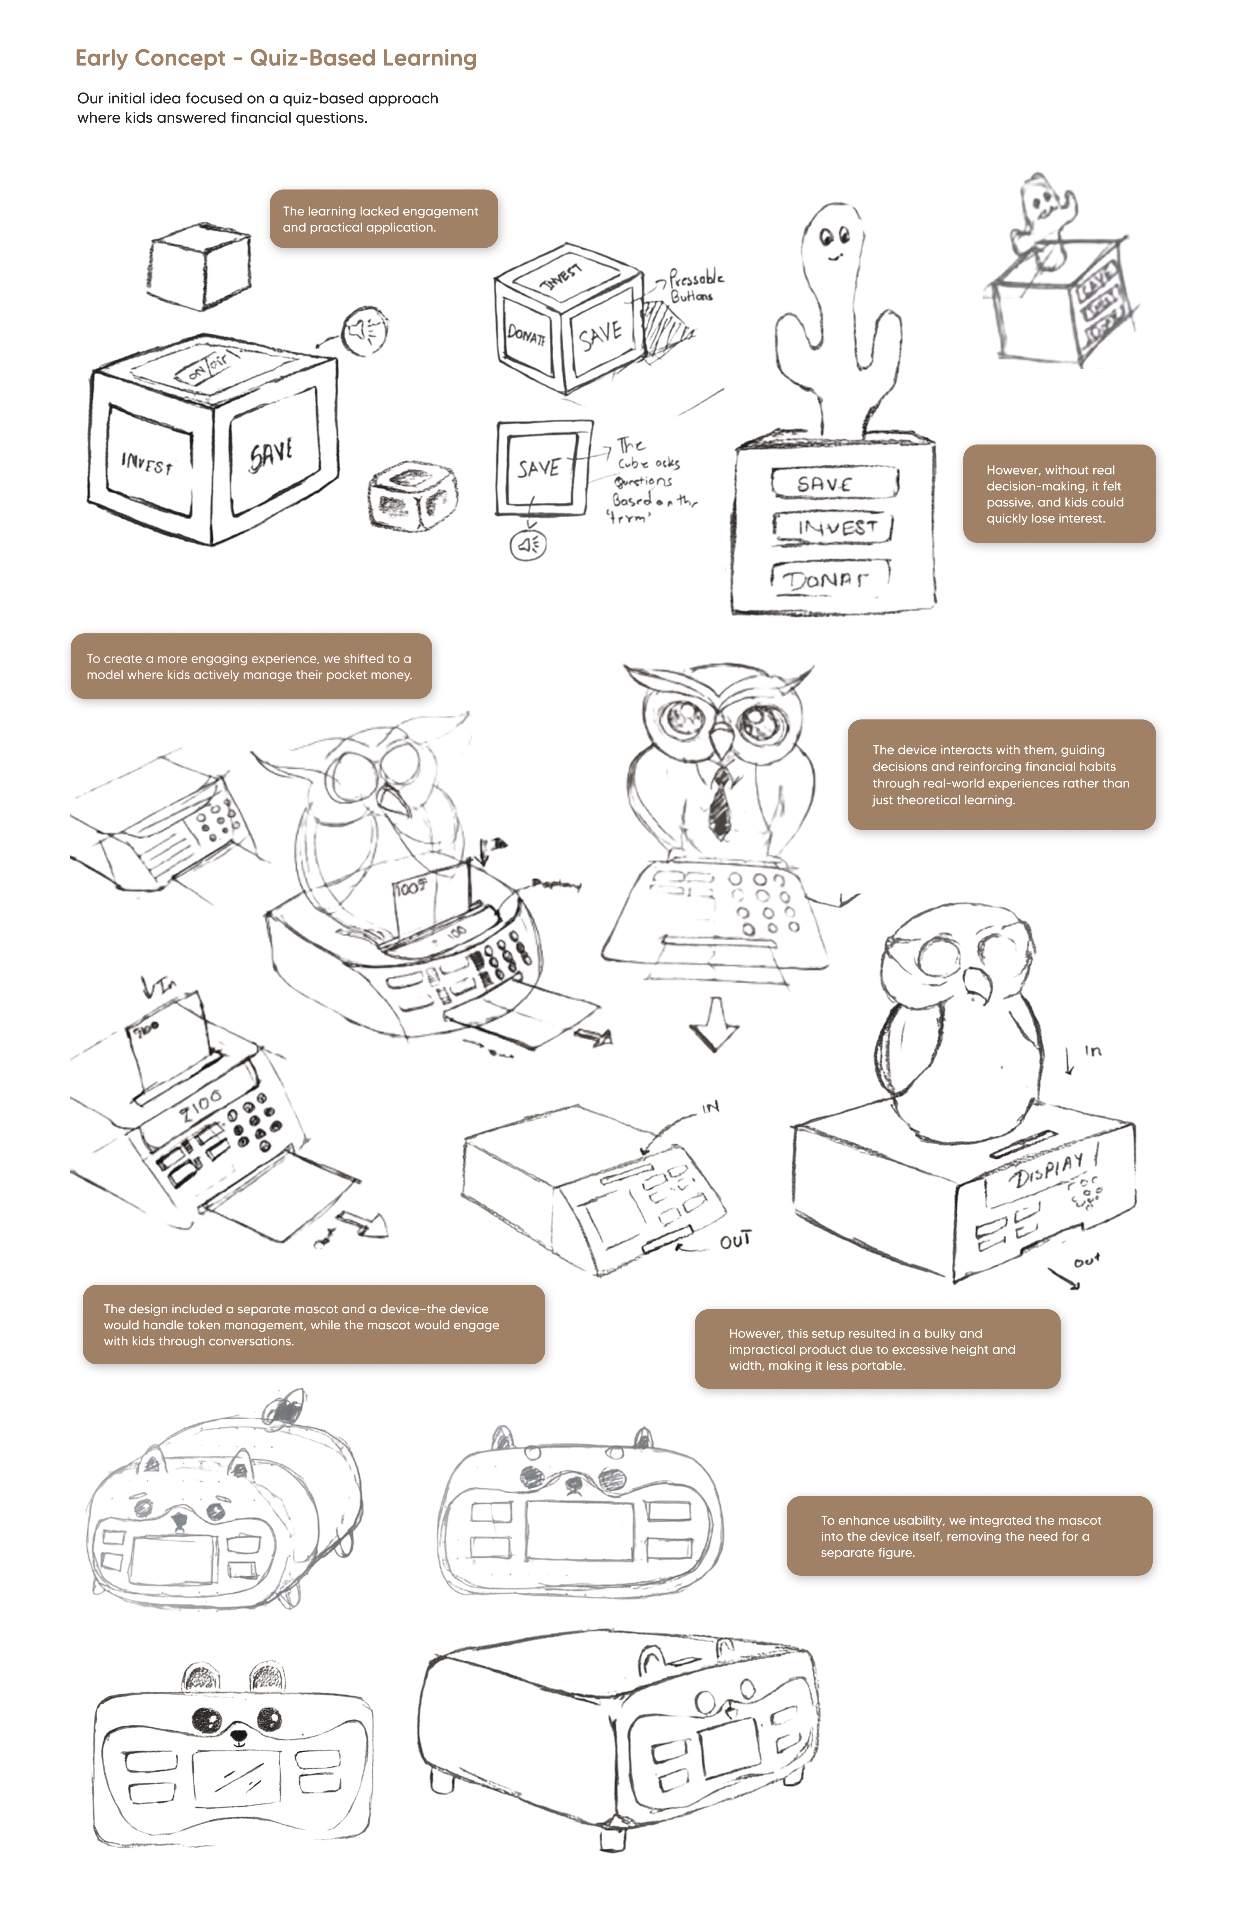 Early Concept - Quiz-Based Learning
Our initial idea focused on a quiz-based approach
where kids answered financial questions.
The learning lacked engagement
and practical application.
INVEST
Pressable
Buttons
DONATE
SAVE
on/off
INVEST
SAVE
SAVE
The
Cube asks
Questions
Based on the
'term'
SAVE
INVEST
DONAT
SAVE
However, without real
decision-making, it felt
passive, and kids could
quickly lose interest.
To create a more engaging experience, we shifted to a
model where kids actively manage their pocket money.
The device interacts with them, guiding
decisions and reinforcing financial habits
through real-world experiences rather than
just theoretical learning.
In
100₹
Display
₹ 100
out
In
₹100
₹100
out
IN
OUT
In
DISPLAY
out
The design included a separate mascot and a device–the device
would handle token management, while the mascot would engage
with kids through conversations.
However, this setup resulted in a bulky and
impractical product due to excessive height and
width, making it less portable.
To enhance usability, we integrated the mascot
into the device itself, removing the need for a
separate figure.